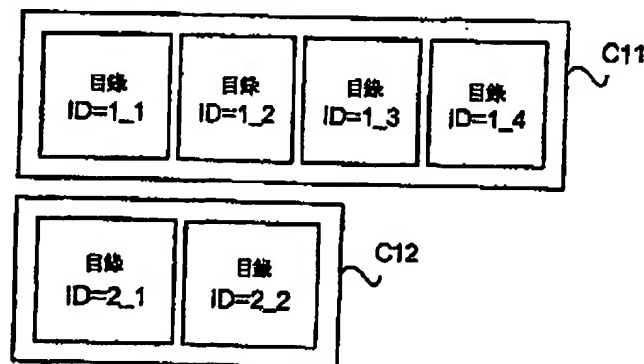 目錄
ID=1_1
目錄
ID=1_2
目錄
ID=1_3
目錄
ID=1_4
C11
目錄
ID=2_1
目錄
ID=2_2
C12